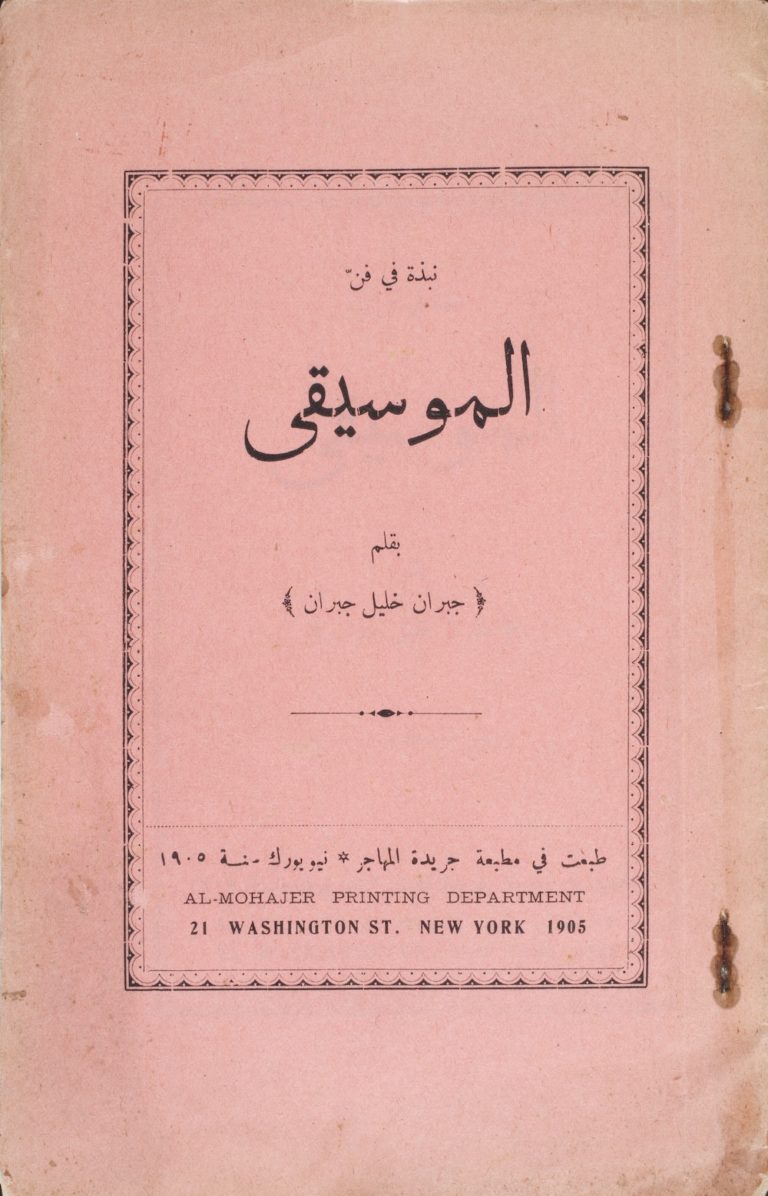 نبذة في فنّ
الموسيقى
بقلم
﴿ جبران خليل جبران ﴾
طبعت في مطبعة جريدة المهاجر * نيويورك سنة ١٩٠٥
AL-MOHAJER PRINTING DEPARTMENT
21 WASHINGTON ST. NEW YORK 1905